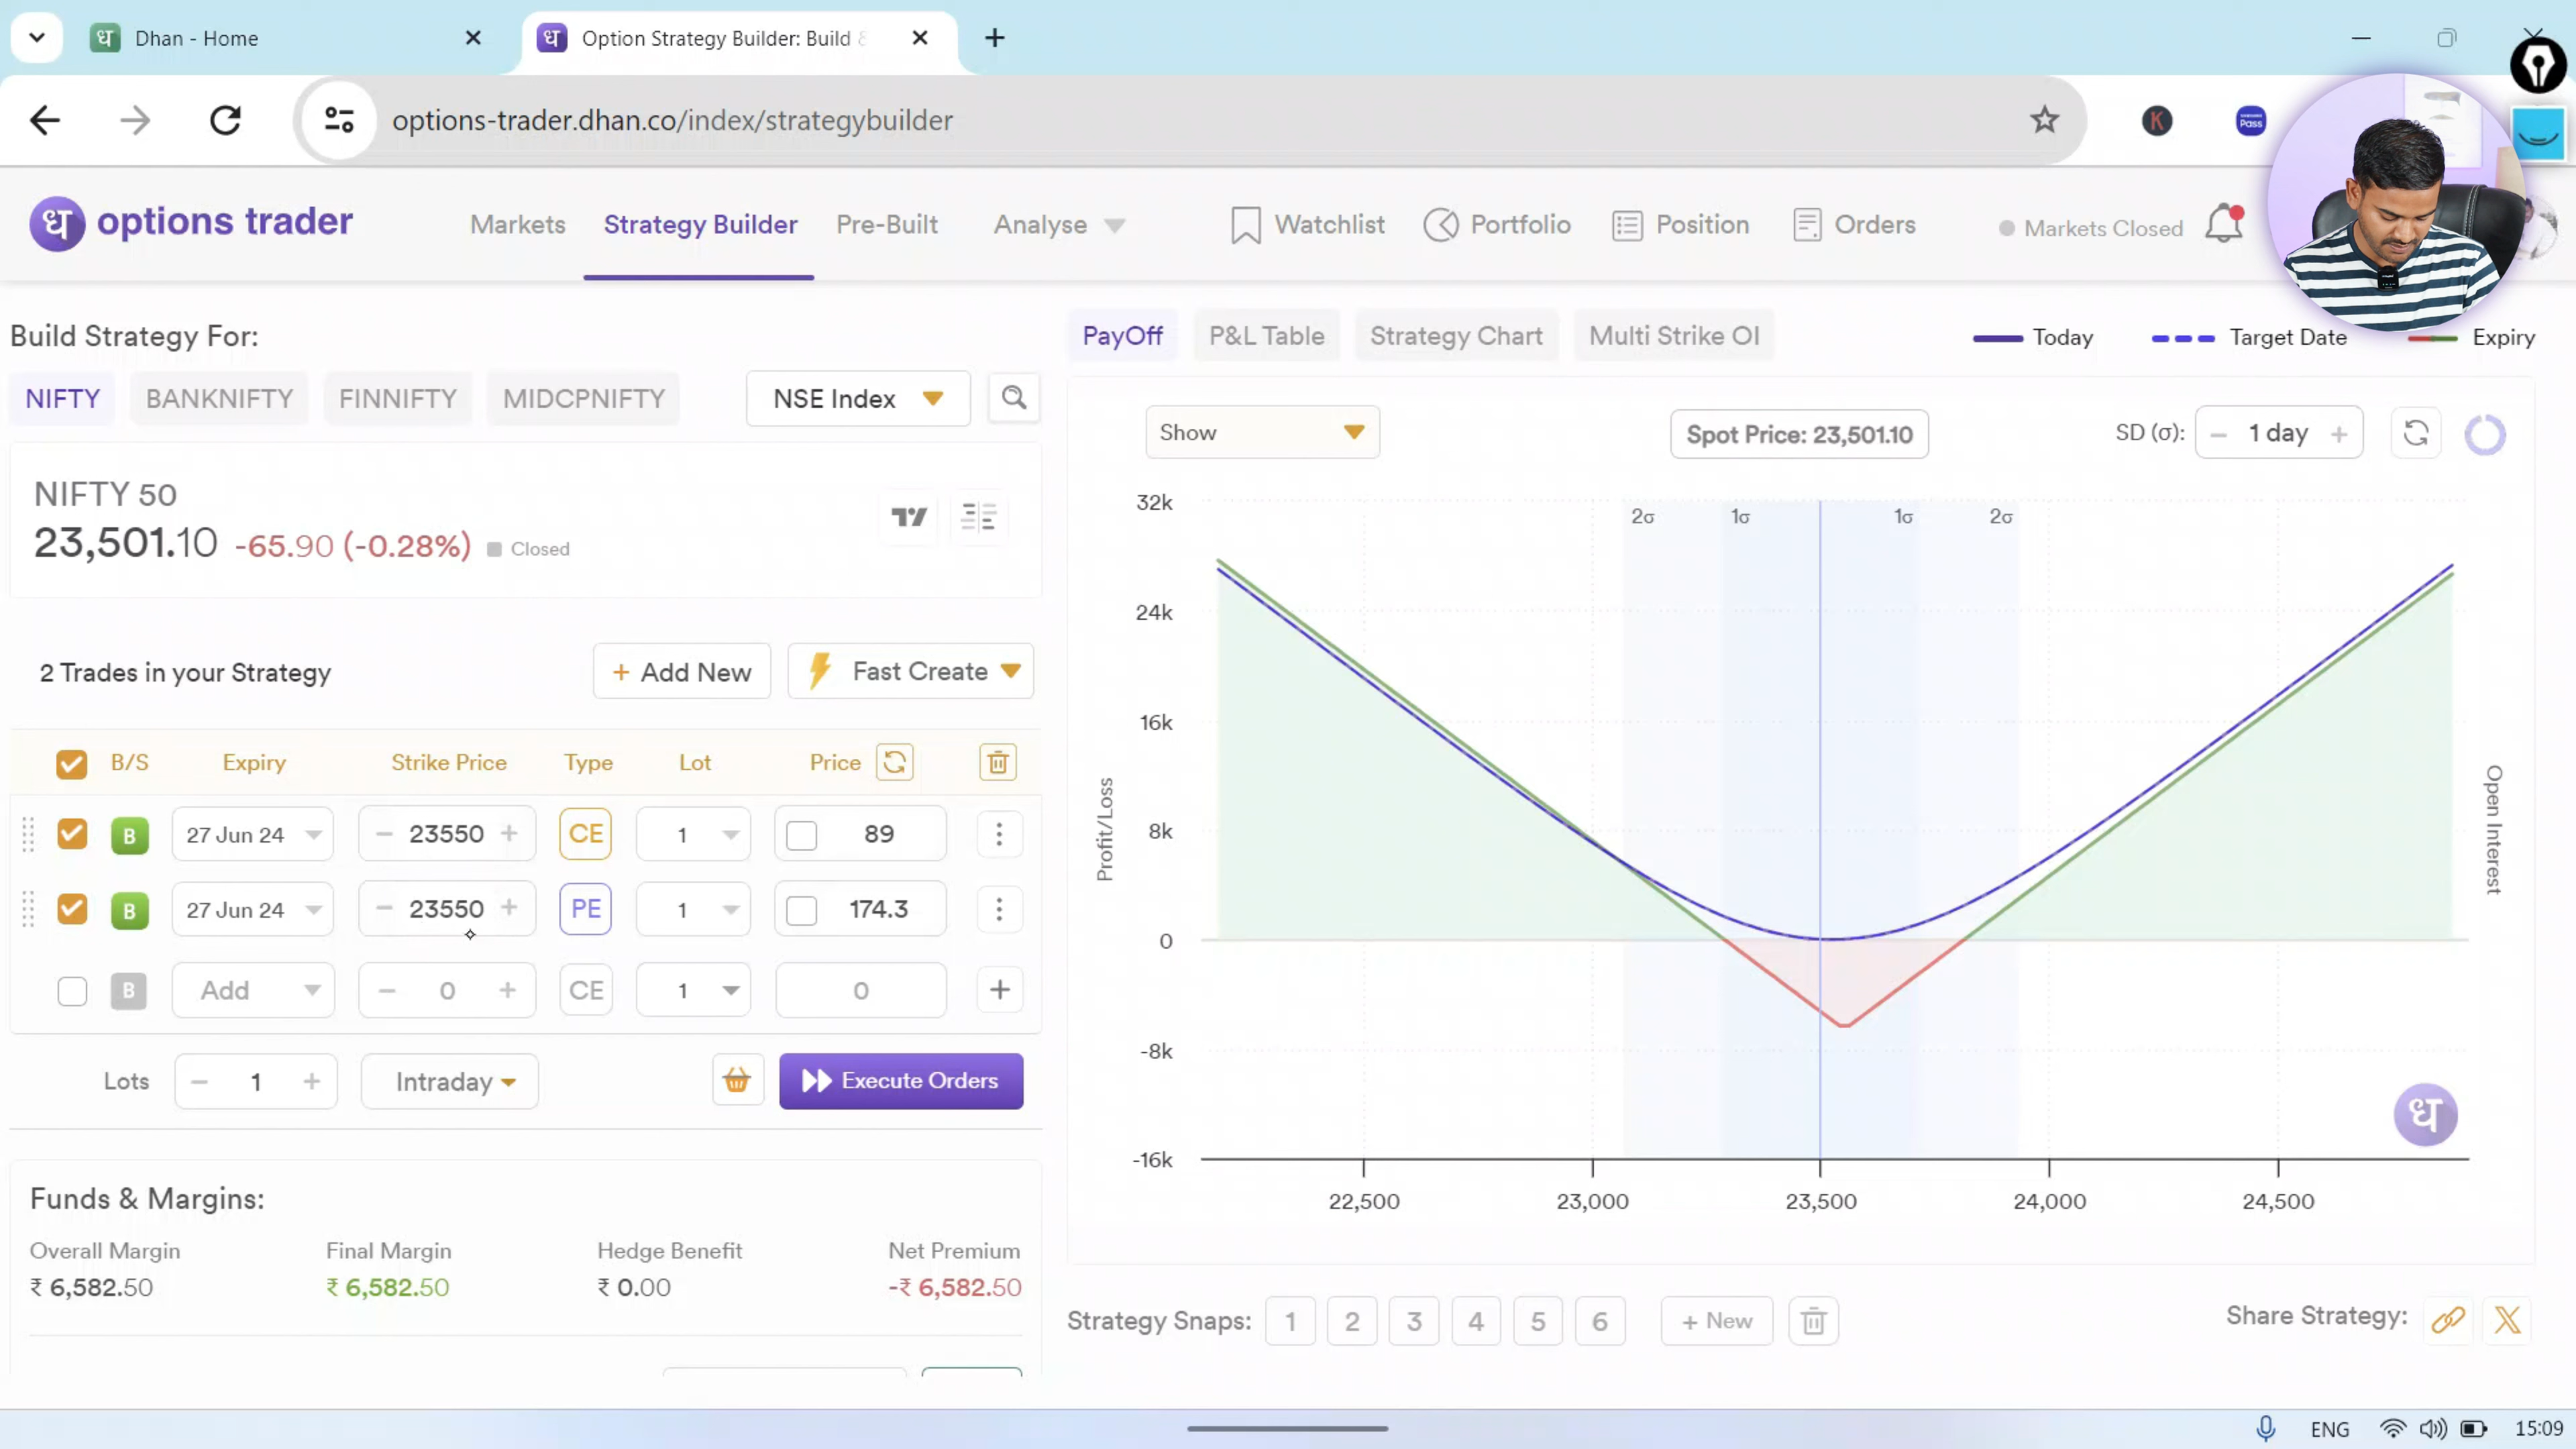 ध Dhan - Home
ध Option Strategy Builder: Build &
options-trader.dhan.co/index/strategybuilder
K
Pass
ध options trader
Markets
Strategy Builder
Pre-Built
Analyse
Watchlist
Portfolio
Position
Orders
Markets Closed
Build Strategy For:
NIFTY BANKNIFTY FINNIFTY MIDCPNIFTY NSE Index
NIFTY 50
23,501.10 -65.90 (-0.28%) Closed
2 Trades in your Strategy + Add New Fast Create
B/S Expiry Strike Price Type Lot Price
B 27 Jun 24 − 23550 + CE 1 89
B 27 Jun 24 − 23550 + PE 1 174.3
B Add − 0 + CE 1 0 +
Lots − 1 + Intraday Execute Orders
Funds & Margins:
Overall Margin Final Margin Hedge Benefit Net Premium
₹ 6,582.50 ₹ 6,582.50 ₹ 0.00 -₹ 6,582.50
PayOff P&L Table Strategy Chart Multi Strike OI
Today Target Date Expiry
Show
Spot Price: 23,501.10
SD (σ): − 1 day +
2σ 1σ 1σ 2σ
32k
24k
16k
8k
0
-8k
-16k
Profit/Loss
Open Interest
ध
22,500 23,000 23,500 24,000 24,500
Strategy Snaps: 1 2 3 4 5 6 + New
Share Strategy:
ENG 15:09